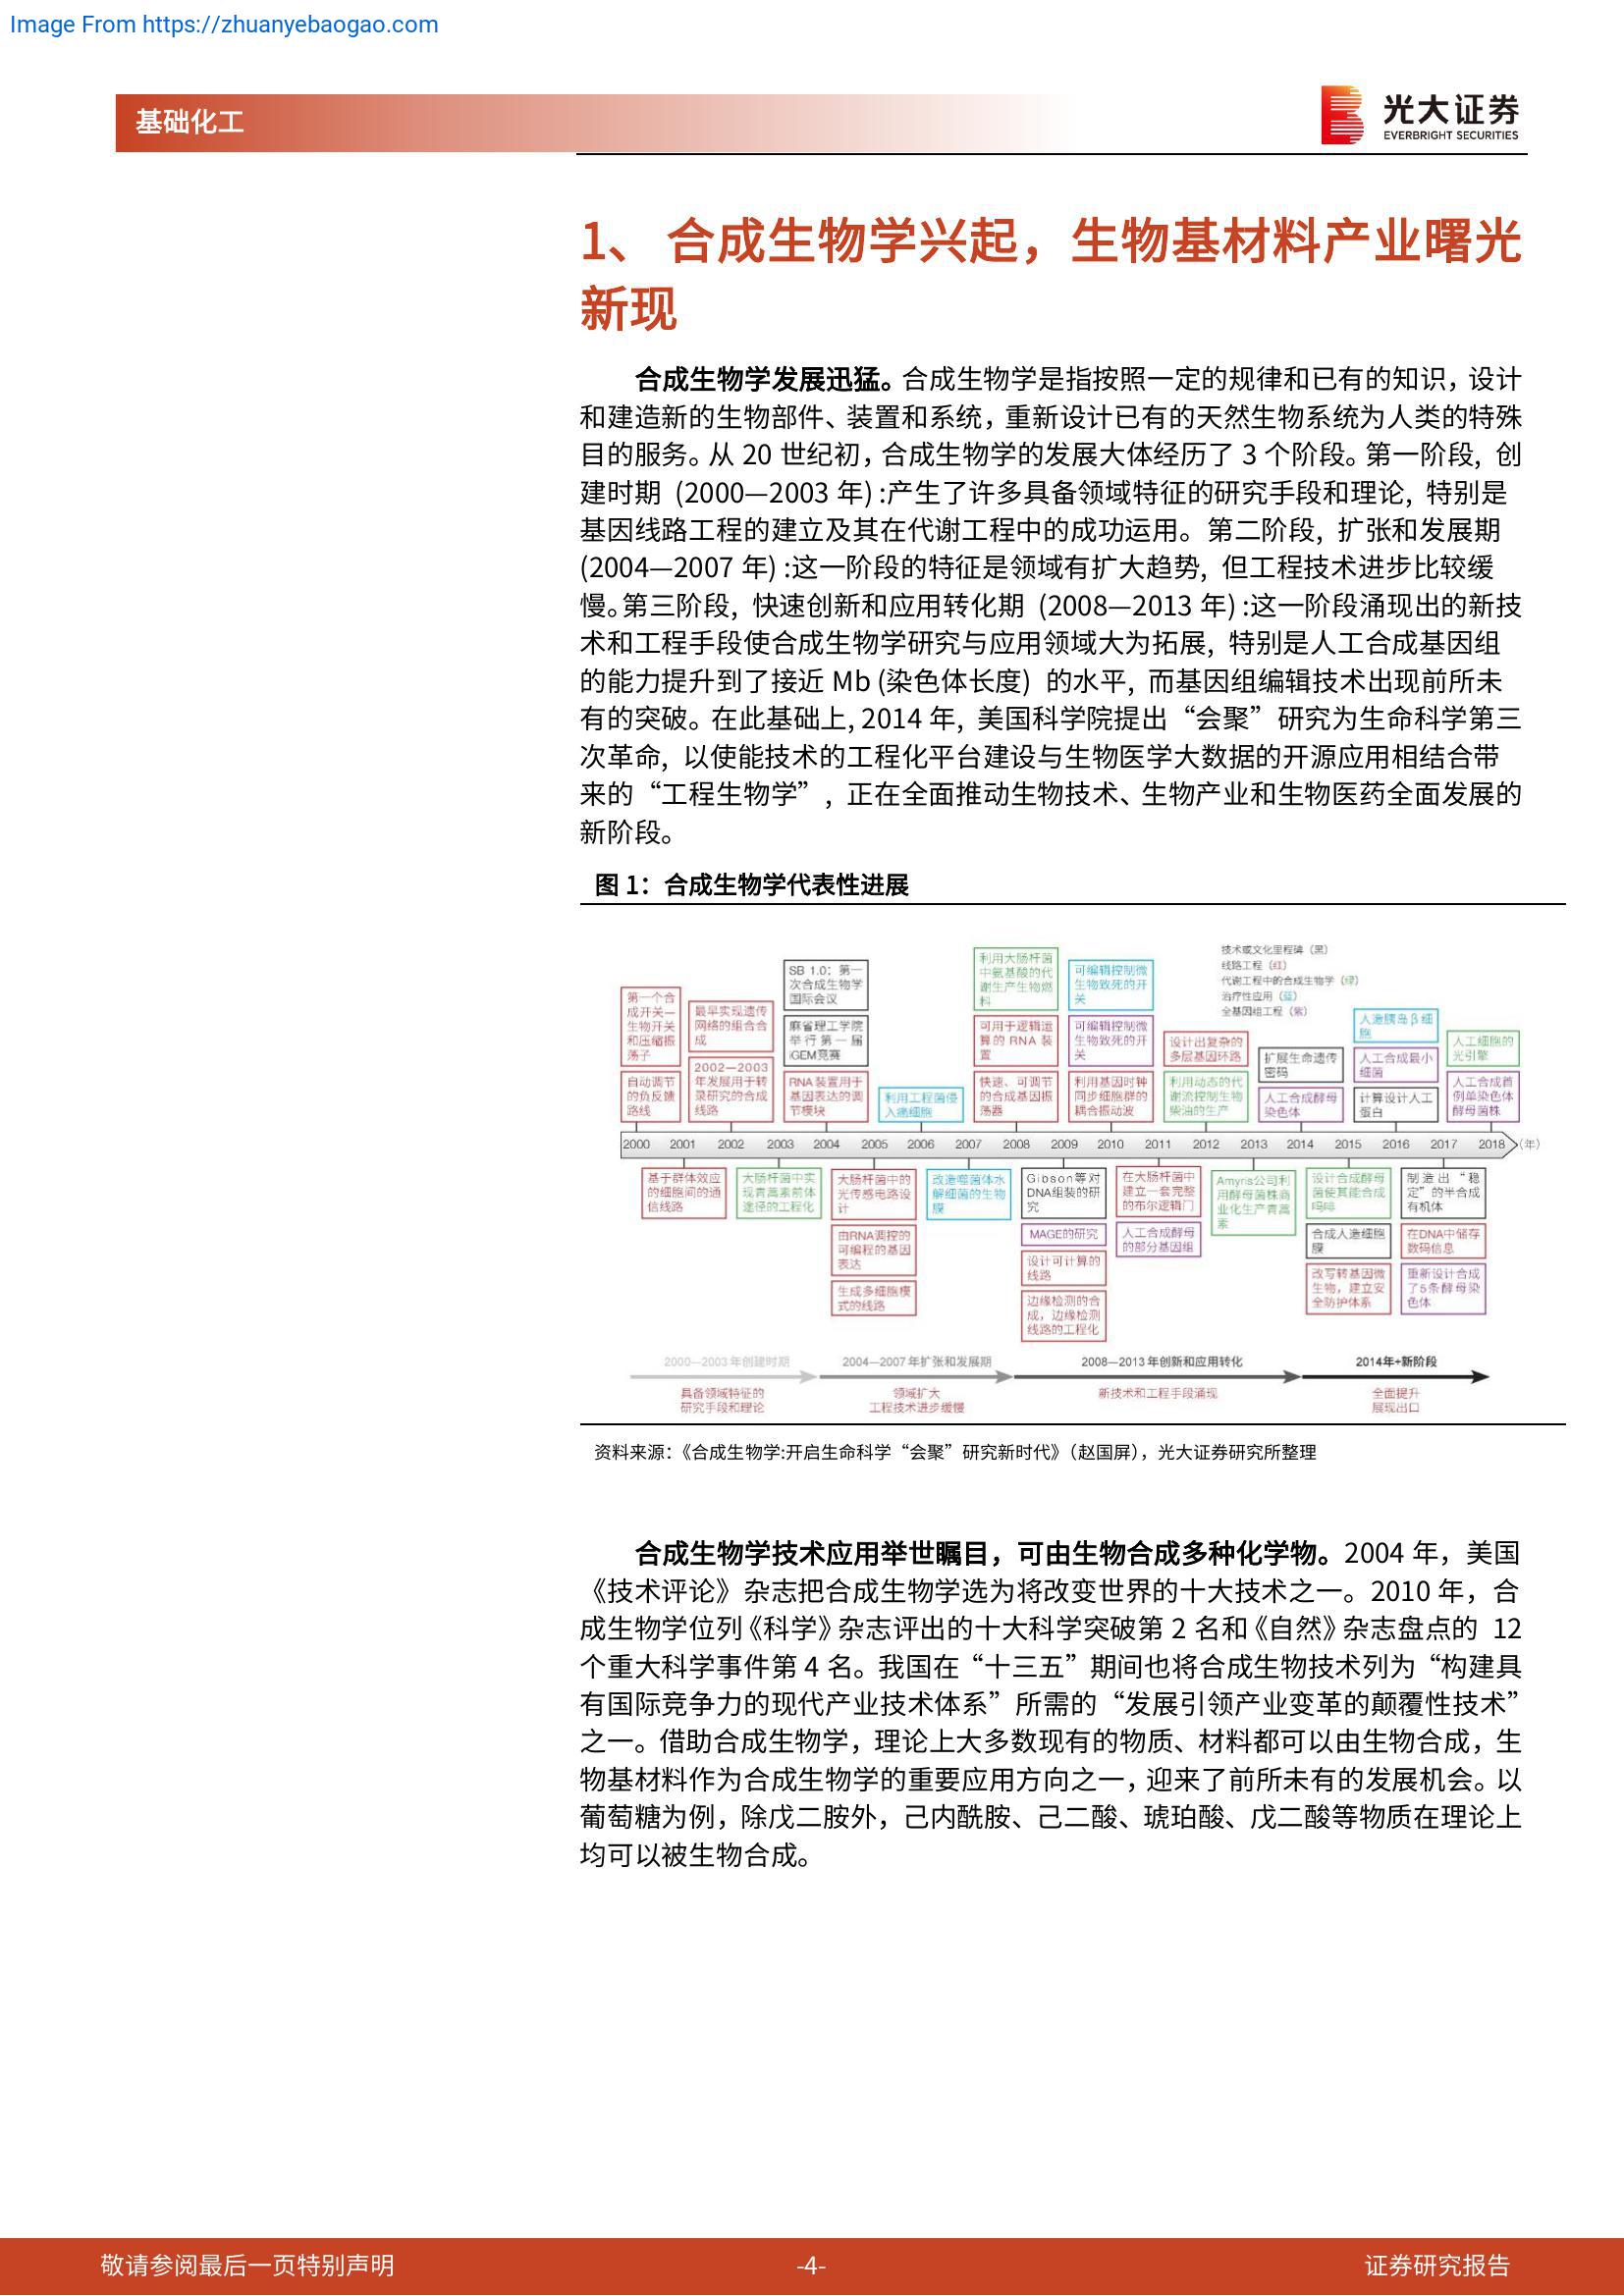 Image From https://zhuanyebaogao.com
基础化工
光大证券
EVERBRIGHT SECURITIES
1、 合成生物学兴起，生物基材料产业曙光
新现
合成生物学发展迅猛。合成生物学是指按照一定的规律和已有的知识，设计
和建造新的生物部件、装置和系统，重新设计已有的天然生物系统为人类的特殊
目的服务。从 20 世纪初，合成生物学的发展大体经历了 3 个阶段。第一阶段, 创
建时期 (2000—2003 年) :产生了许多具备领域特征的研究手段和理论, 特别是
基因线路工程的建立及其在代谢工程中的成功运用。第二阶段, 扩张和发展期
(2004—2007 年) :这一阶段的特征是领域有扩大趋势, 但工程技术进步比较缓
慢。第三阶段, 快速创新和应用转化期 (2008—2013 年) :这一阶段涌现出的新技
术和工程手段使合成生物学研究与应用领域大为拓展, 特别是人工合成基因组
的能力提升到了接近 Mb (染色体长度) 的水平, 而基因组编辑技术出现前所未
有的突破。在此基础上, 2014 年, 美国科学院提出“会聚”研究为生命科学第三
次革命, 以使能技术的工程化平台建设与生物医学大数据的开源应用相结合带
来的“工程生物学”, 正在全面推动生物技术、生物产业和生物医药全面发展的
新阶段。
图 1：合成生物学代表性进展
技术或文化里程碑（黑）
线路工程（红）
代谢工程中的合成生物学（绿）
治疗性应用（蓝）
全基因组工程（紫）
第一个合
成开关—
生物开关
和压缩振
荡子
自动调节
的负反馈
路线
最早实现遗传
网络的组合合
成
2002—2003
年发展用于转
录研究的合成
线路
SB 1.0：第一
次合成生物学
国际会议
麻省理工学院
举行第一届
iGEM竞赛
RNA装置用于
基因表达的调
节模块
利用工程菌侵
入癌细胞
利用大肠杆菌
中氨基酸的代
谢生产生物燃
料
可用于逻辑运
算的 RNA 装
置
快速、可调节
的合成基因振
荡器
可编辑控制微
生物致死的开
关
可编辑控制微
生物致死的开
关
利用基因时钟
同步细胞群的
耦合振动波
设计出复杂的
多层基因环路
利用动态的代
谢流控制生物
柴油的生产
扩展生命遗传
密码
人工合成酵母
染色体
人造胰岛β细
胞
人工合成最小
细菌
计算设计人工
蛋白
人工细胞的
光引擎
人工合成首
例单染色体
酵母菌株
2000 2001 2002 2003 2004 2005 2006 2007 2008 2009 2010 2011 2012 2013 2014 2015 2016 2017 2018 （年）
基于群体效应
的细胞间的通
信线路
大肠杆菌中实
现青蒿素前体
途径的工程化
大肠杆菌中的
光传感电路设
计
由RNA调控的
可编程的基因
表达
生成多细胞模
式的线路
改造噬菌体水
解细菌的生物
膜
Gibson等对
DNA组装的研
究
MAGE的研究
设计可计算的
线路
边缘检测的合
成，边缘检测
线路的工程化
在大肠杆菌中
建立一套完整
的布尔逻辑门
人工合成酵母
的部分基因组
Amyris公司利
用酵母菌株商
业化生产青蒿
素
设计合成酵母
菌使其能合成
吗啡
合成人造细胞
膜
改写转基因微
生物，建立安
全防护体系
制造出“稳
定”的半合成
有机体
在DNA中储存
数码信息
重新设计合成
了5条酵母染
色体
2000—2003年创建时期
2004—2007年扩张和发展期
2008—2013年创新和应用转化
2014年+新阶段
具备领域特征的
研究手段和理论
领域扩大
工程技术进步缓慢
新技术和工程手段涌现
全面提升
展现出口
资料来源：《合成生物学:开启生命科学“会聚”研究新时代》（赵国屏），光大证券研究所整理
合成生物学技术应用举世瞩目，可由生物合成多种化学物。2004 年，美国
《技术评论》杂志把合成生物学选为将改变世界的十大技术之一。2010 年，合
成生物学位列《科学》杂志评出的十大科学突破第 2 名和《自然》杂志盘点的 12
个重大科学事件第 4 名。我国在“十三五”期间也将合成生物技术列为“构建具
有国际竞争力的现代产业技术体系”所需的“发展引领产业变革的颠覆性技术”
之一。借助合成生物学，理论上大多数现有的物质、材料都可以由生物合成，生
物基材料作为合成生物学的重要应用方向之一，迎来了前所未有的发展机会。以
葡萄糖为例，除戊二胺外，己内酰胺、己二酸、琥珀酸、戊二酸等物质在理论上
均可以被生物合成。
敬请参阅最后一页特别声明
-4-
证券研究报告